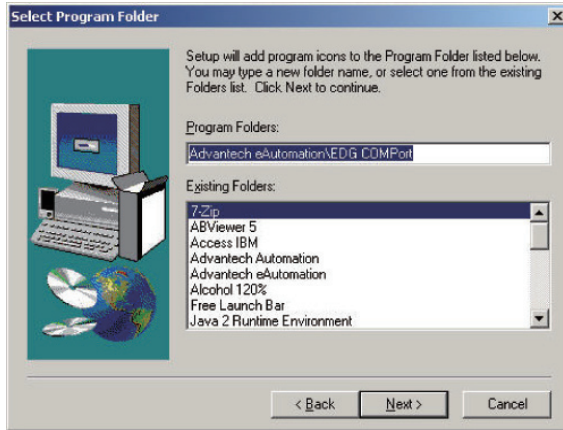 Select Program Folder
Setup will add program icons to the Program Folder listed below.
You may type a new folder name, or select one from the existing
Folders list. Click Next to continue.
Program Folders:
Advantech eAutomation\EDG COMPort
Existing Folders:
7-Zip
ABViewer 5
Access IBM
Advantech Automation
Advantech eAutomation
Alcohol 120%
Free Launch Bar
Java 2 Runtime Environment
< Back
Next >
Cancel